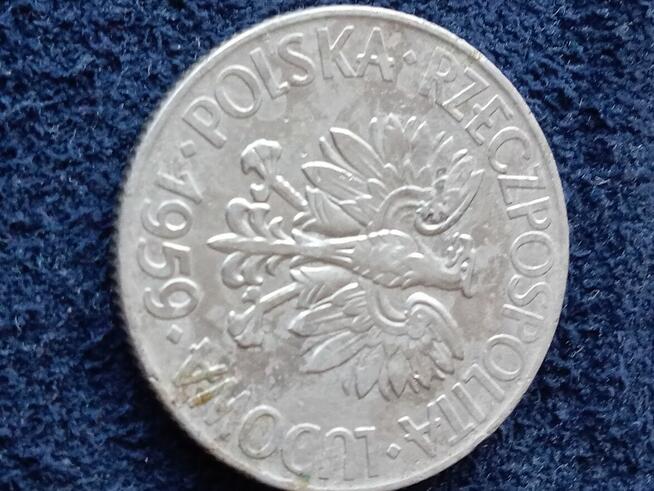 POLSKA · RZECZPOSPOLITA · LUDOWA · 1959 ·